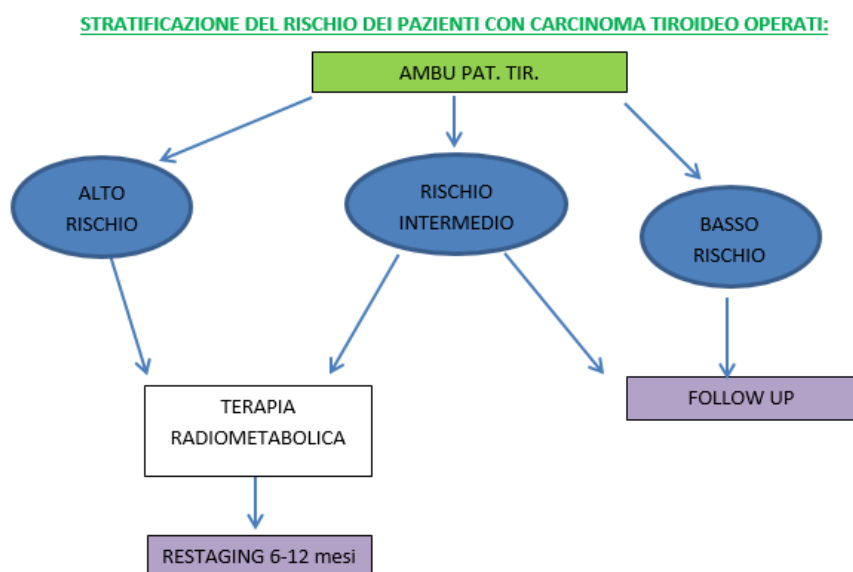 STRATIFICAZIONE DEL RISCHIO DEI PAZIENTI CON CARCINOMA TIROIDEO OPERATI:
AMBU PAT. TIR.
ALTO
RISCHIO
RISCHIO
INTERMEDIO
BASSO
RISCHIO
TERAPIA
RADIOMETABOLICA
FOLLOW UP
RESTAGING 6-12 mesi